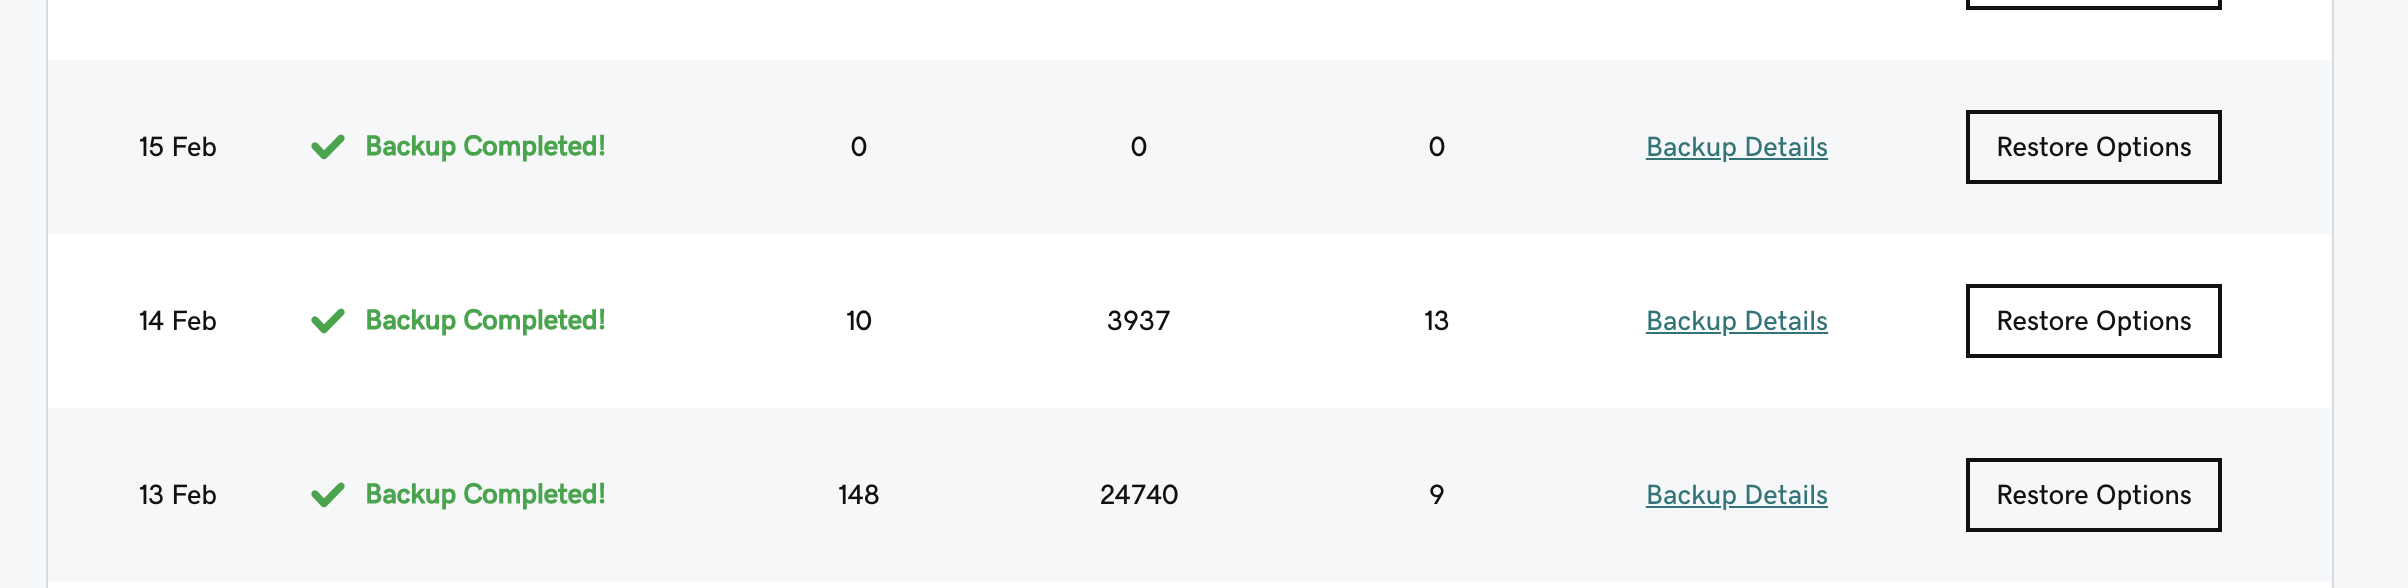 15 Feb Backup Completed! 0 0 0 Backup Details Restore Options
14 Feb Backup Completed! 10 3937 13 Backup Details Restore Options
13 Feb Backup Completed! 148 24740 9 Backup Details Restore Options